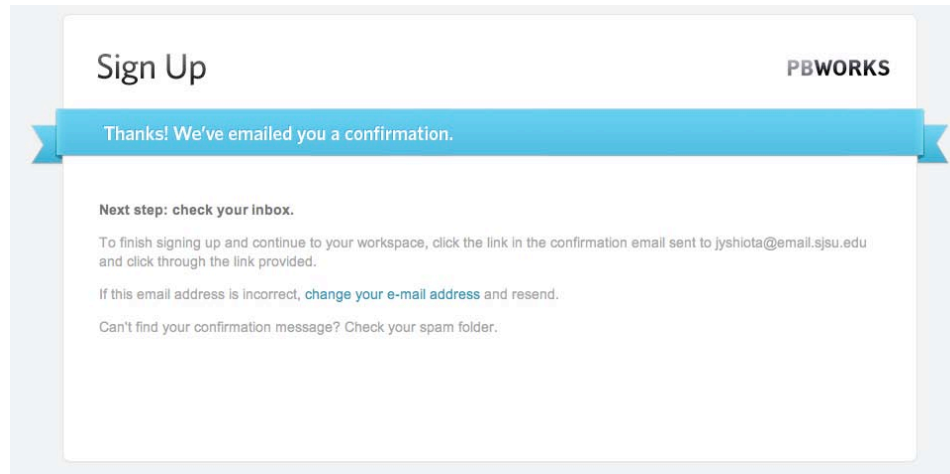 Sign Up
PBWORKS
Thanks! We've emailed you a confirmation.
Next step: check your inbox.
To finish signing up and continue to your workspace, click the link in the confirmation email sent to jyshiota@email.sjsu.edu
and click through the link provided.
If this email address is incorrect, change your e-mail address and resend.
Can't find your confirmation message? Check your spam folder.